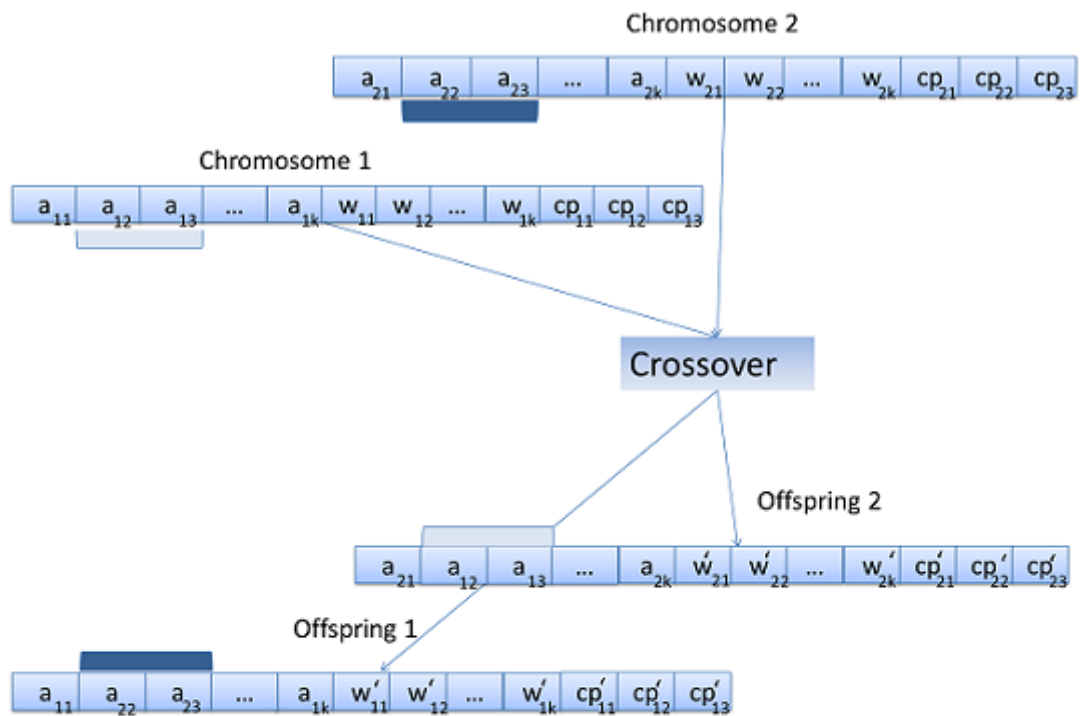 Chromosome 2
a21 a22 a23 ... a2k w21 w22 ... w2k cp21 cp22 cp23
Chromosome 1
a11 a12 a13 ... a1k w11 w12 ... w1k cp11 cp12 cp13
Crossover
Offspring 2
a21 a12 a13 ... a2k w'21 w'22 ... w'2k cp'21 cp'22 cp'23
Offspring 1
a11 a22 a23 ... a1k w'11 w'12 ... w'1k cp'11 cp'12 cp'13